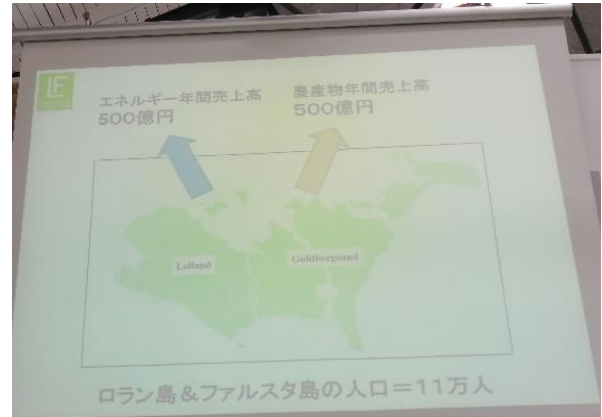 LF
エネルギー年間売上高
500億円
農産物年間売上高
500億円
Lolland
Guldborgsund
ロラン島&ファルスタ島の人口=11万人